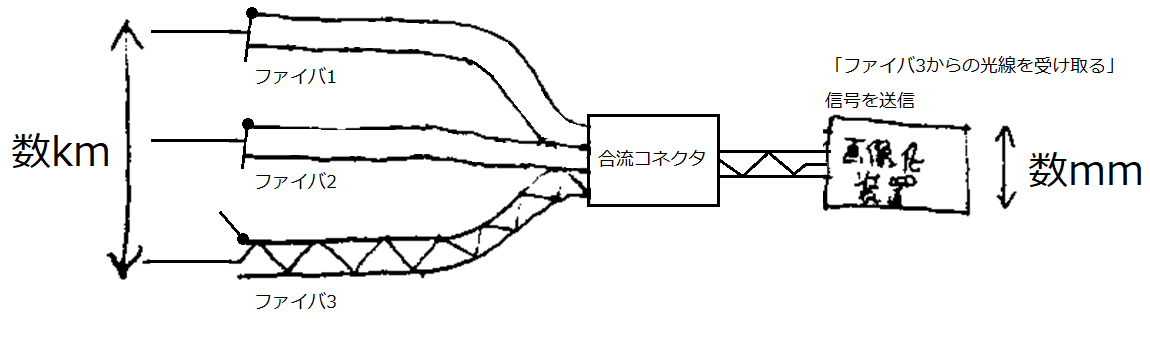 数km
ファイバ1
ファイバ2
ファイバ3
合流コネクタ
「ファイバ3からの光線を受け取る」
信号を送信
画像化
装置
数mm